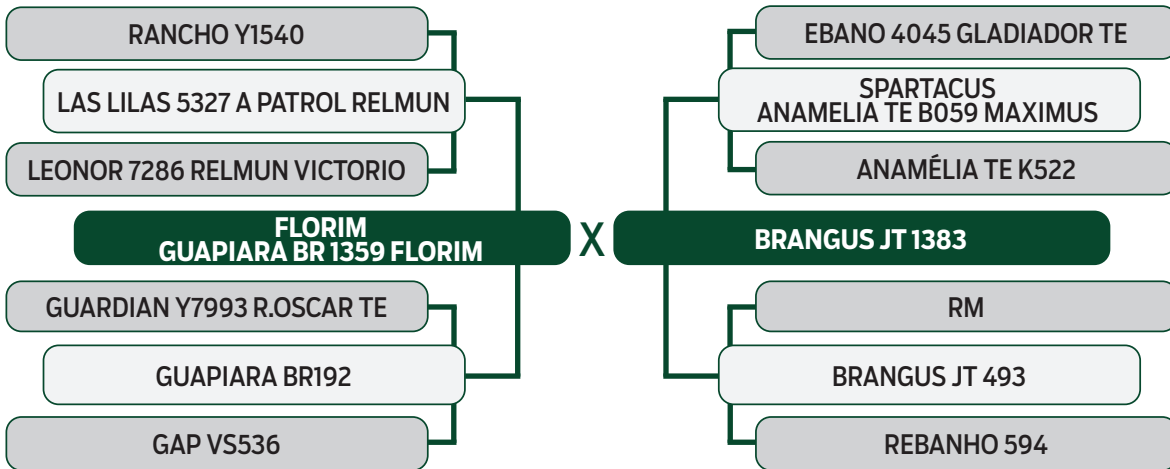 RANCHO Y1540
LAS LILAS 5327 A PATROL RELMUN
LEONOR 7286 RELMUN VICTORIO
FLORIM
GUAPIARA BR 1359 FLORIM
GUARDIAN Y7993 R.OSCAR TE
GUAPIARA BR192
GAP VS536
X
EBANO 4045 GLADIADOR TE
SPARTACUS
ANAMELIA TE B059 MAXIMUS
ANAMÉLIA TE K522
BRANGUS JT 1383
RM
BRANGUS JT 493
REBANHO 594